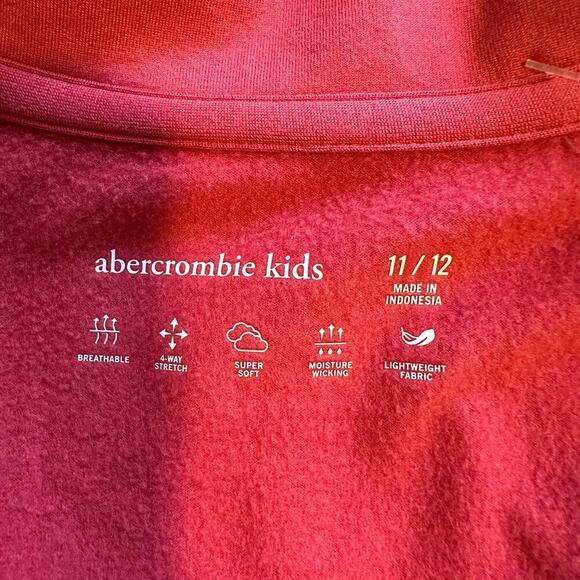 abercrombie kids
11 / 12
MADE IN
INDONESIA
BREATHABLE
4-WAY
STRETCH
SUPER
SOFT
MOISTURE
WICKING
LIGHTWEIGHT
FABRIC